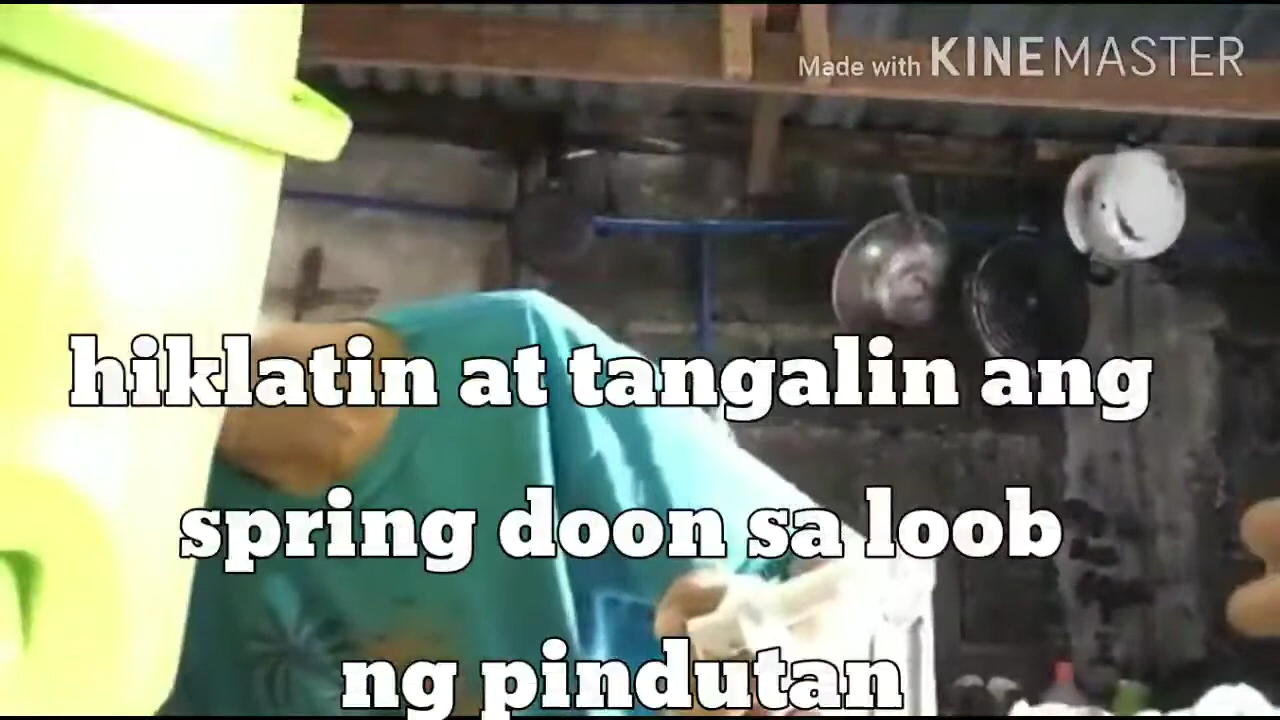 Made with KINEMASTER
hiklatin at tangalin ang
spring doon sa loob
ng pindutan